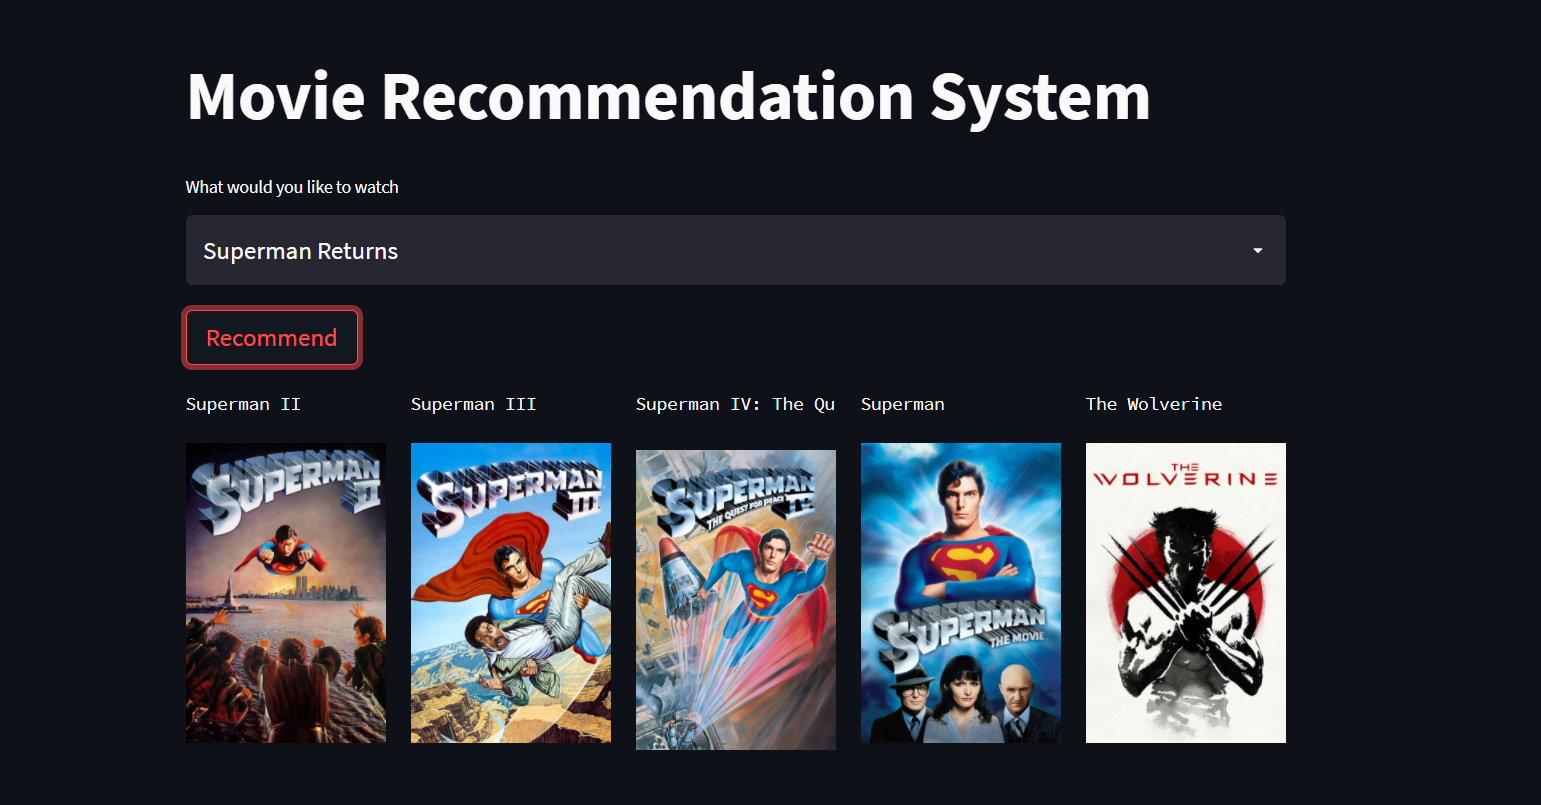 Movie Recommendation System
What would you like to watch
Superman Returns
Recommend
Superman II
Superman III
Superman IV: The Qu
Superman
The Wolverine
SUPERMAN
II
SUPERMAN
III
SUPERMAN
THE QUEST FOR PEACE
IV
SUPERMAN
THE MOVIE
THE
WOLVERINE